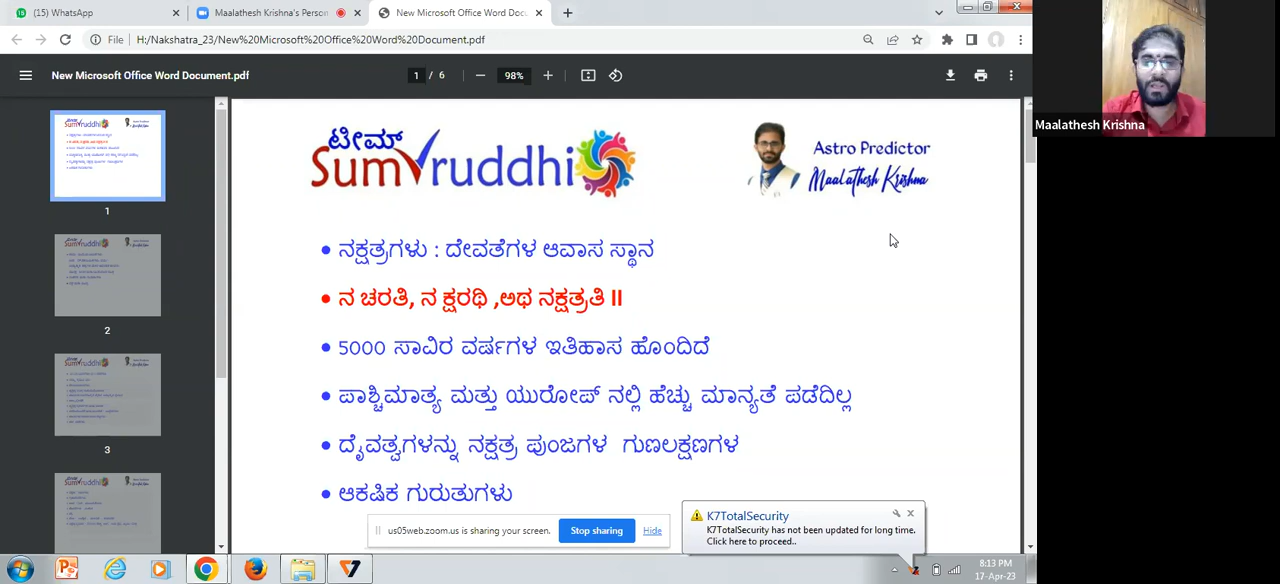 (15) WhatsApp
Maalathesh Krishna's Person
New Microsoft Office Word Docu
File
H:/Nakshatra_23/New%20Microsoft%20Office%20Word%20Document.pdf
New Microsoft Office Word Document.pdf
1 / 6
98%
Maalathesh Krishna
ಟೀಮ್
Sumvruddhi
Astro Predictor
Maalathesh Krishna
• ನಕ್ಷತ್ರಗಳು : ದೇವತೆಗಳ ಆವಾಸ ಸ್ಥಾನ
• ನ ಚರತಿ, ನ ಕ್ಷರಥಿ ,ಅಥ ನಕ್ಷತ್ರತಿ II
• 5000 ಸಾವಿರ ವರ್ಷಗಳ ಇತಿಹಾಸ ಹೊಂದಿದೆ
• ಪಾಶ್ಚಿಮಾತ್ಯ ಮತ್ತು ಯುರೋಪ್ ನಲ್ಲಿ ಹೆಚ್ಚು ಮಾನ್ಯತೆ ಪಡೆದಿಲ್ಲ
• ದೈವತ್ವಗಳನ್ನು ನಕ್ಷತ್ರ ಪುಂಜಗಳ ಗುಣಲಕ್ಷಣಗಳ
• ಆಕಷಿಕ ಗುರುತುಗಳು
1
2
3
us05web.zoom.us is sharing your screen.
Stop sharing
Hide
K7TotalSecurity
K7TotalSecurity has not been updated for long time.
Click here to proceed..
8:13 PM
17-Apr-23